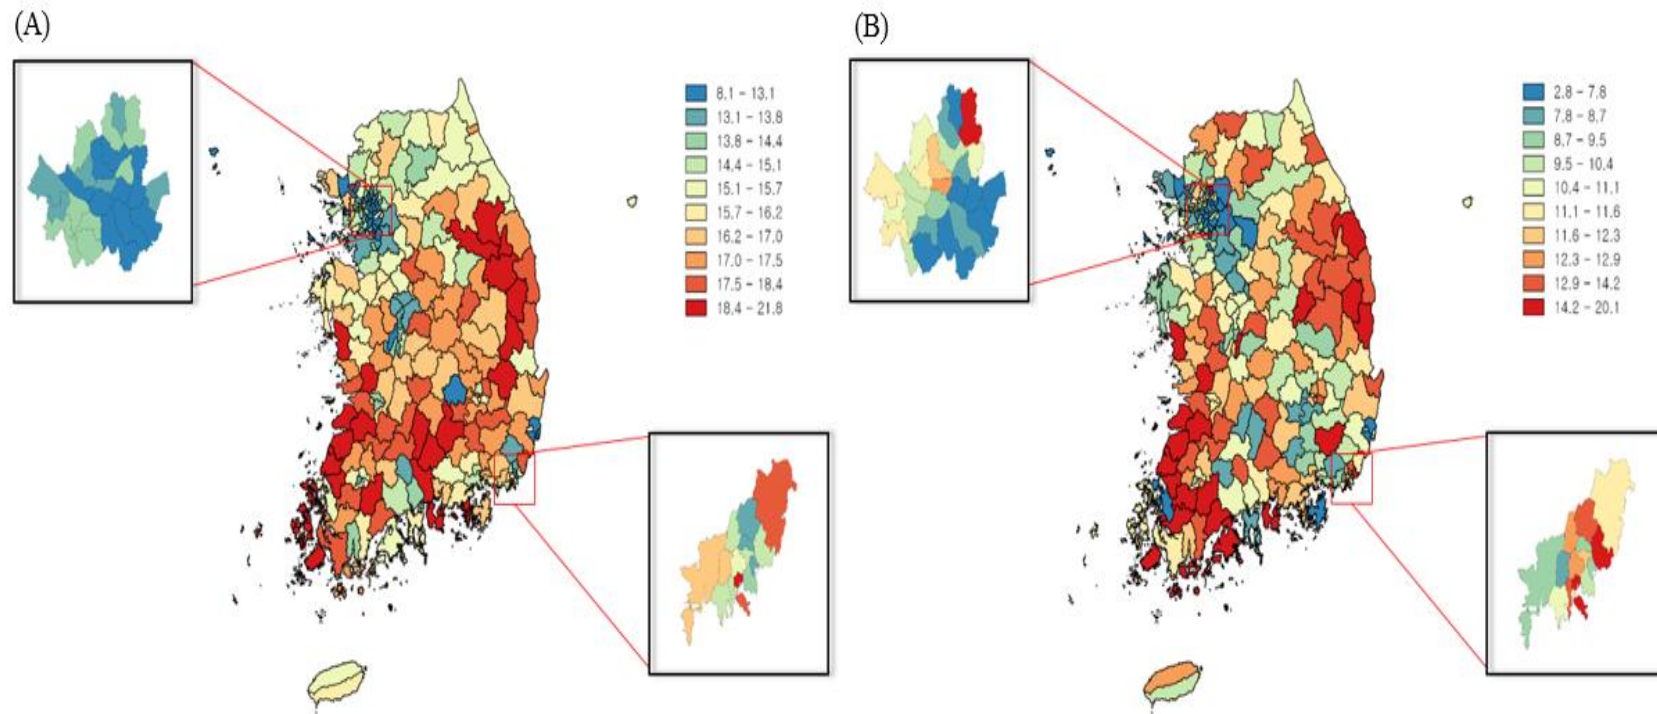 (A)
8.1 – 13.1
13.1 – 13.8
13.8 – 14.4
14.4 – 15.1
15.1 – 15.7
15.7 – 16.2
16.2 – 17.0
17.0 – 17.5
17.5 – 18.4
18.4 – 21.8
(B)
2.8 – 7.8
7.8 – 8.7
8.7 – 9.5
9.5 – 10.4
10.4 – 11.1
11.1 – 11.6
11.6 – 12.3
12.3 – 12.9
12.9 – 14.2
14.2 – 20.1